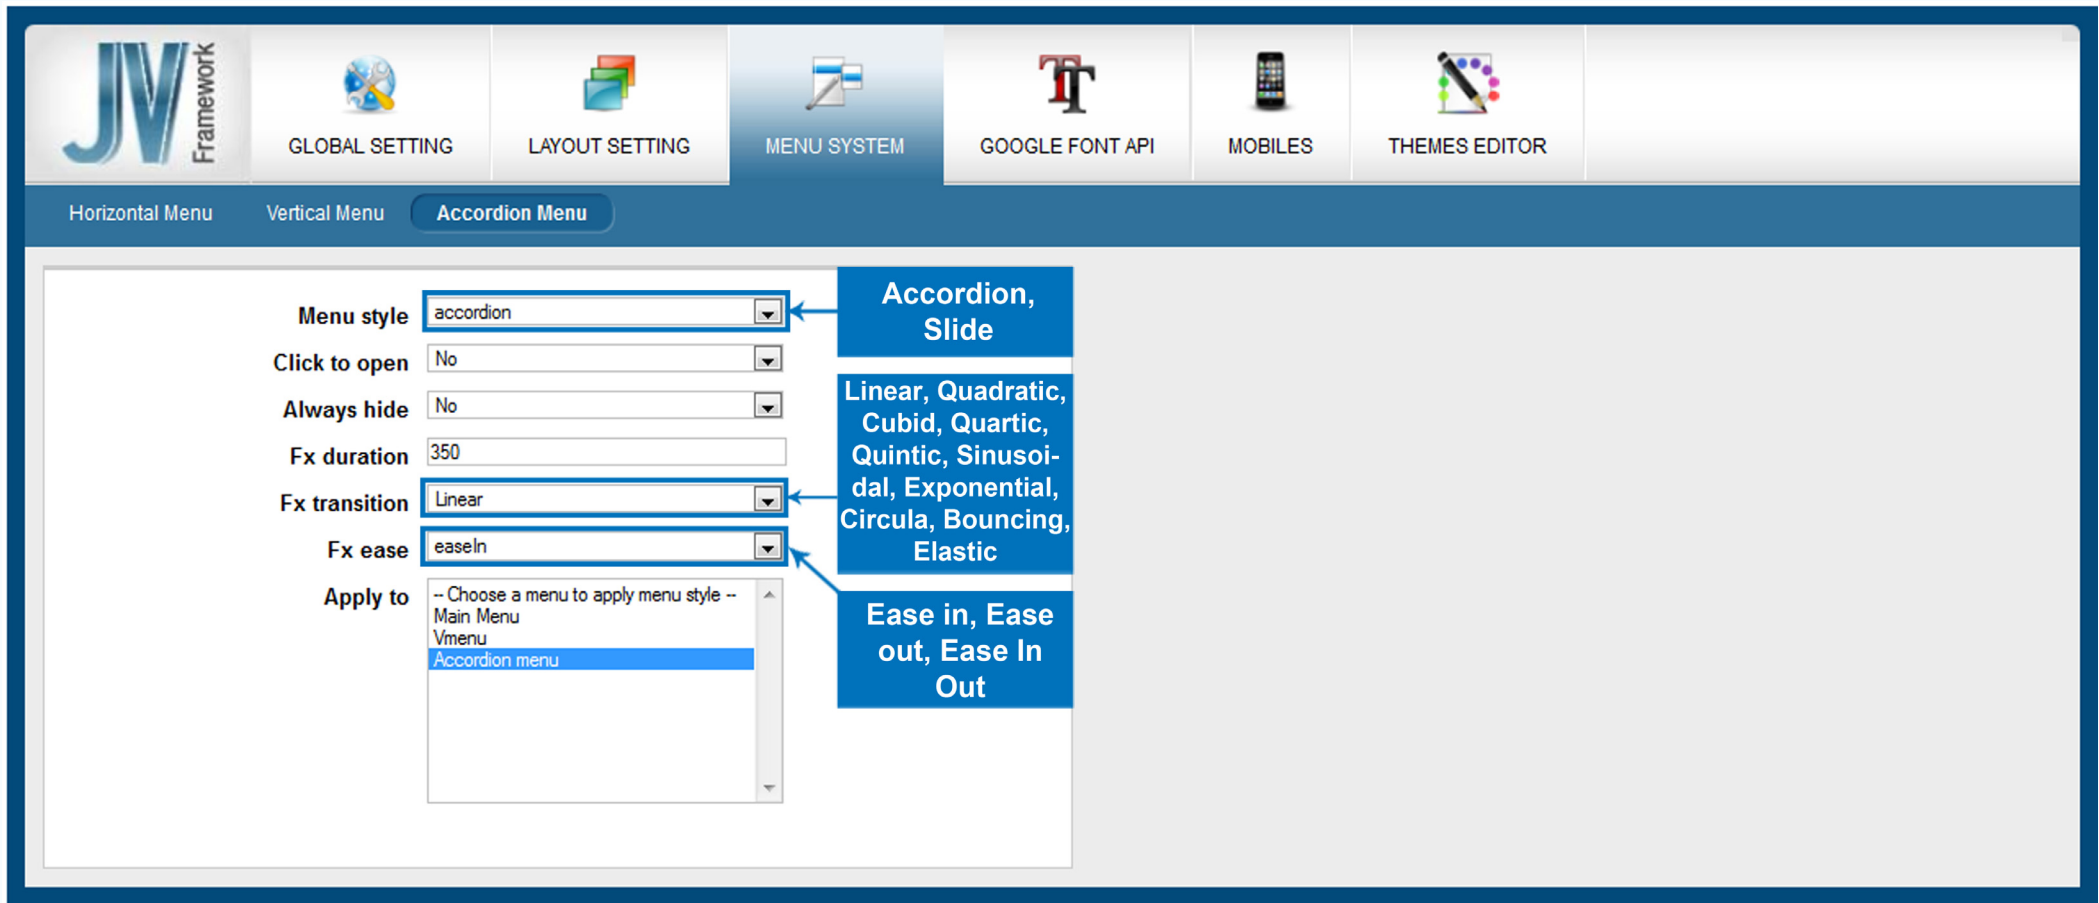 JV Framework
GLOBAL SETTING
LAYOUT SETTING
MENU SYSTEM
GOOGLE FONT API
MOBILES
THEMES EDITOR
Horizontal Menu
Vertical Menu
Accordion Menu
Menu style
accordion
Click to open
No
Always hide
No
Fx duration
350
Fx transition
Linear
Fx ease
easeIn
Apply to
-- Choose a menu to apply menu style --
Main Menu
Vmenu
Accordion menu
Accordion,
Slide
Linear, Quadratic,
Cubid, Quartic,
Quintic, Sinusoi-
dal, Exponential,
Circula, Bouncing,
Elastic
Ease in, Ease
out, Ease In
Out